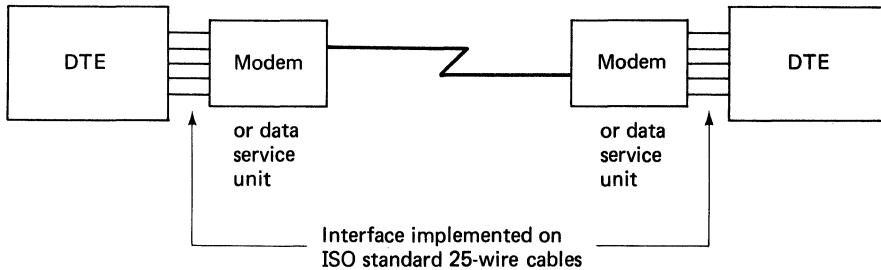 DTE
Modem
Modem
DTE
or data
service
unit
or data
service
unit
Interface implemented on
ISO standard 25-wire cables